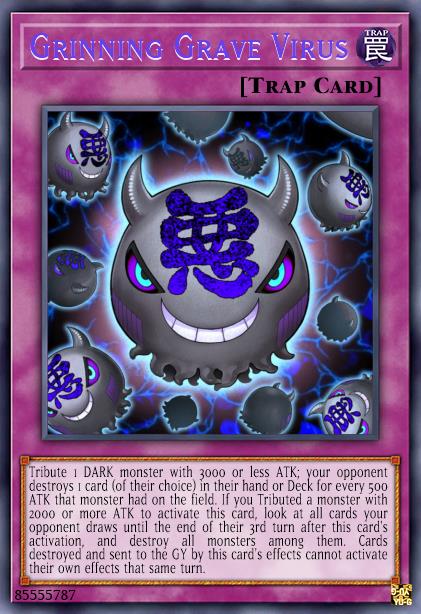 Grinning Grave Virus
TRAP
罠
[Trap Card]
惡
Tribute 1 DARK monster with 3000 or less ATK; your opponent
destroys 1 card (of their choice) in their hand or Deck for every 500
ATK that monster had on the field. If you Tributed a monster with
2000 or more ATK to activate this card, look at all cards your
opponent draws until the end of their 3rd turn after this card's
activation, and destroy all monsters among them. Cards
destroyed and sent to the GY by this card's effects cannot activate
their own effects that same turn.
85555787